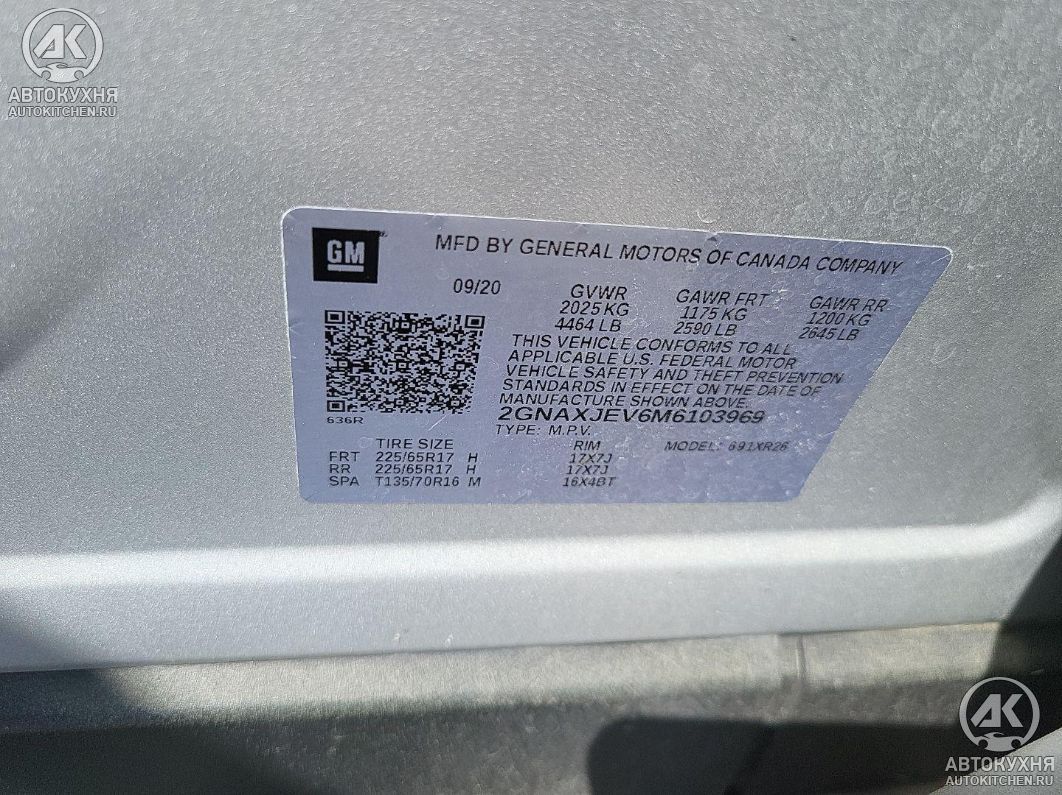 АК
АВТОКУХНЯ
AUTOKITCHEN.RU
GM
MFD BY GENERAL MOTORS OF CANADA COMPANY
09/20
GVWR GAWR FRT GAWR RR
2025 KG 1175 KG 1200 KG
4464 LB 2590 LB 2645 LB
THIS VEHICLE CONFORMS TO ALL
APPLICABLE U.S. FEDERAL MOTOR
VEHICLE SAFETY AND THEFT PREVENTION
STANDARDS IN EFFECT ON THE DATE OF
MANUFACTURE SHOWN ABOVE.
2GNAXJEV6M6103969
636R
TYPE: M.P.V.
TIRE SIZE RIM MODEL: 691XR26
FRT 225/65R17 H 17X7J
RR 225/65R17 H 17X7J
SPA T135/70R16 M 16X4BT
АК
АВТОКУХНЯ
AUTOKITCHEN.RU